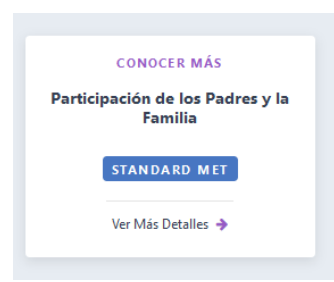 CONOCER MÁS
Participación de los Padres y la
Familia
STANDARD MET
Ver Más Detalles →